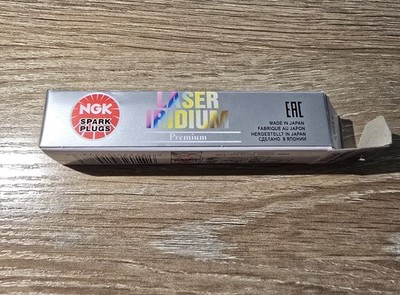 NGK
SPARK
PLUGS
LASER
IRIDIUM
Premium
EAC
MADE IN JAPAN
FABRIQUE AU JAPON
HERGESTELLT IN JAPAN
СДЕЛАНО В ЯПОНИИ